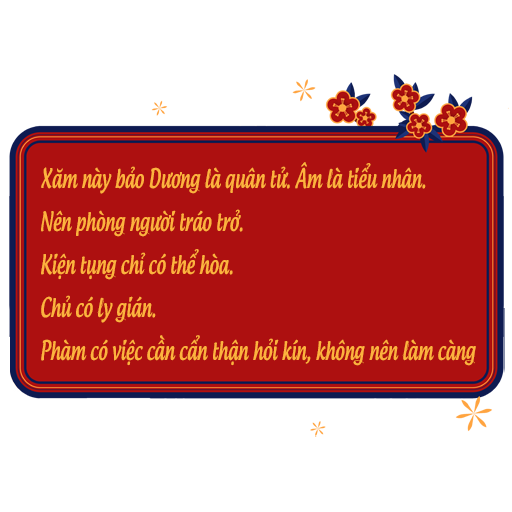 Xăm này bảo Dương là quân tử. Âm là tiểu nhân.
Nên phòng người tráo trở.
Kiện tụng chỉ có thể hòa.
Chủ có ly gián.
Phàm có việc cần cẩn thận hỏi kín, không nên làm càng